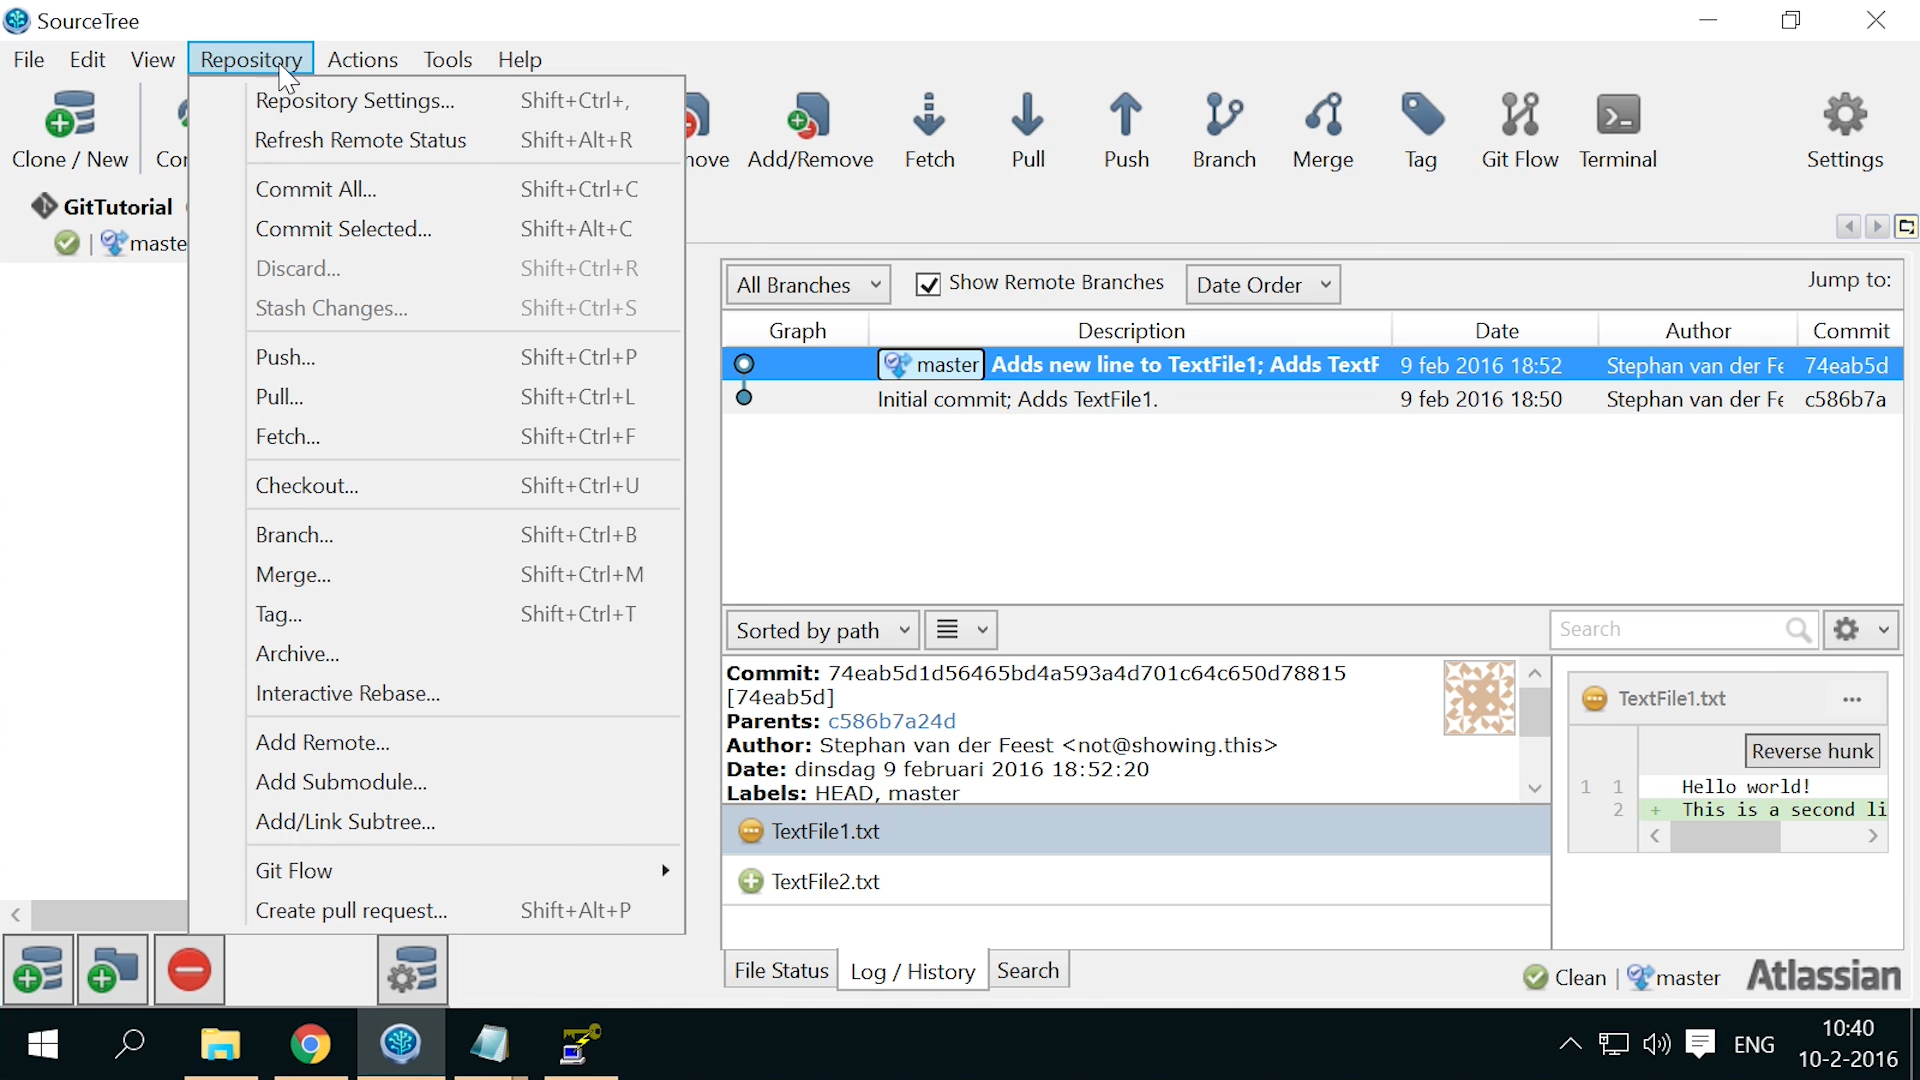 SourceTree
File Edit View Repository Actions Tools Help
Clone / New
Add/Remove Fetch Pull Push Branch Merge Tag Git Flow Terminal Settings
GitTutorial
Repository Settings... Shift+Ctrl+,
Refresh Remote Status Shift+Alt+R
Commit All... Shift+Ctrl+C
Commit Selected... Shift+Alt+C
Discard... Shift+Ctrl+R
Stash Changes... Shift+Ctrl+S
Push... Shift+Ctrl+P
Pull... Shift+Ctrl+L
Fetch... Shift+Ctrl+F
Checkout... Shift+Ctrl+U
Branch... Shift+Ctrl+B
Merge... Shift+Ctrl+M
Tag... Shift+Ctrl+T
Archive...
Interactive Rebase...
Add Remote...
Add Submodule...
Add/Link Subtree...
Git Flow
Create pull request... Shift+Alt+P
All Branches Show Remote Branches Date Order Jump to:
Graph Description Date Author Commit
master Adds new line to TextFile1; Adds TextF 9 feb 2016 18:52 Stephan van der Fe 74eab5d
Initial commit; Adds TextFile1. 9 feb 2016 18:50 Stephan van der Fe c586b7a
Sorted by path Search
Commit: 74eab5d1d56465bd4a593a4d701c64c650d78815
[74eab5d]
Parents: c586b7a24d
Author: Stephan van der Feest <not@showing.this>
Date: dinsdag 9 februari 2016 18:52:20
Labels: HEAD, master
TextFile1.txt
TextFile2.txt
TextFile1.txt ...
Reverse hunk
1 1 Hello world!
2 + This is a second li
File Status Log / History Search
Clean | master Atlassian
ENG 10:40
10-2-2016